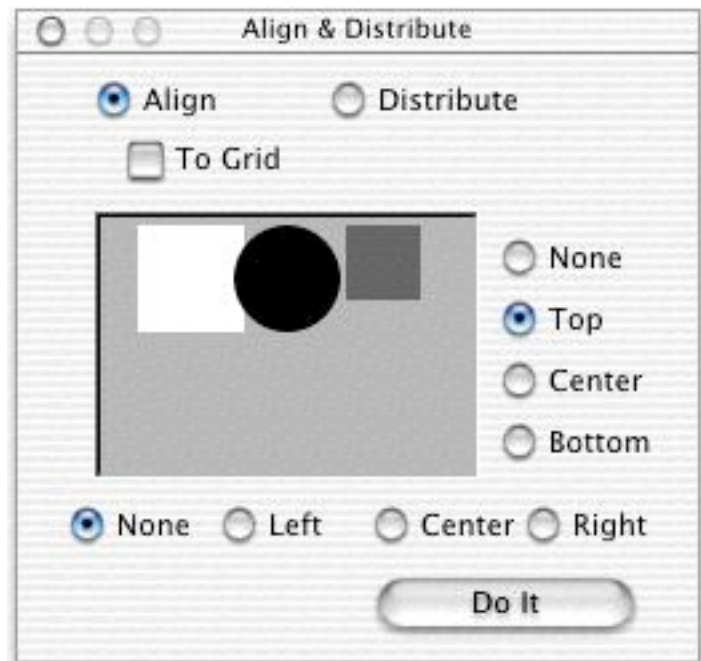 Align & Distribute
Align Distribute
To Grid
None
Top
Center
Bottom
None Left Center Right
Do It